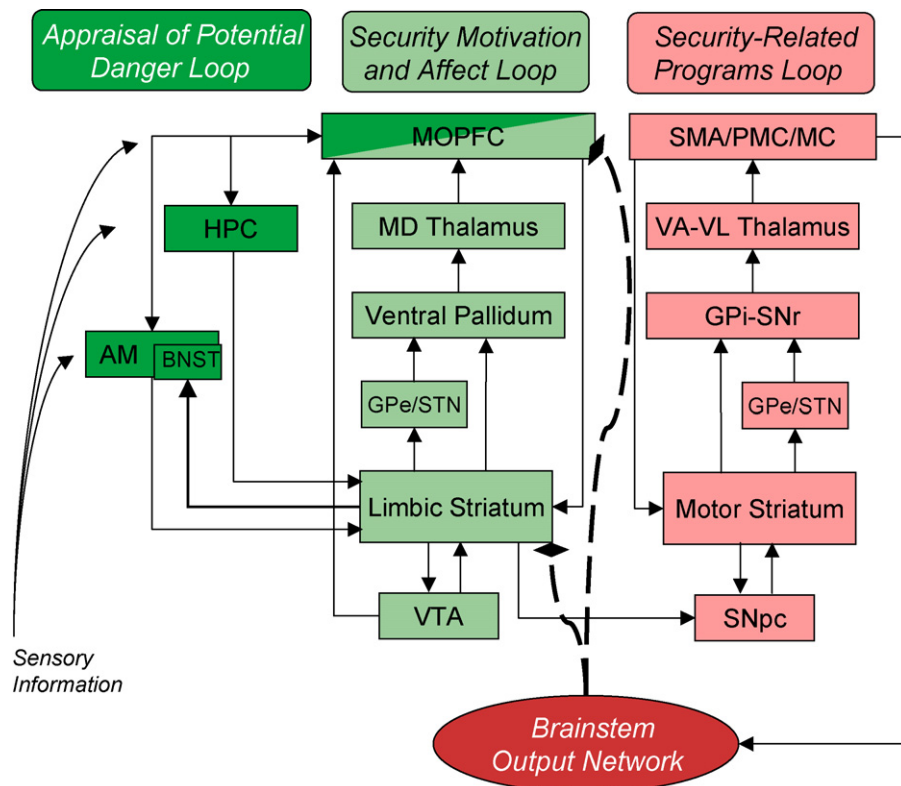 Appraisal of Potential
Danger Loop
Security Motivation
and Affect Loop
Security-Related
Programs Loop
MOPFC
SMA/PMC/MC
HPC
MD Thalamus
VA-VL Thalamus
Ventral Pallidum
GPi-SNr
AM
BNST
GPe/STN
GPe/STN
Limbic Striatum
Motor Striatum
VTA
SNpc
Sensory
Information
Brainstem
Output Network